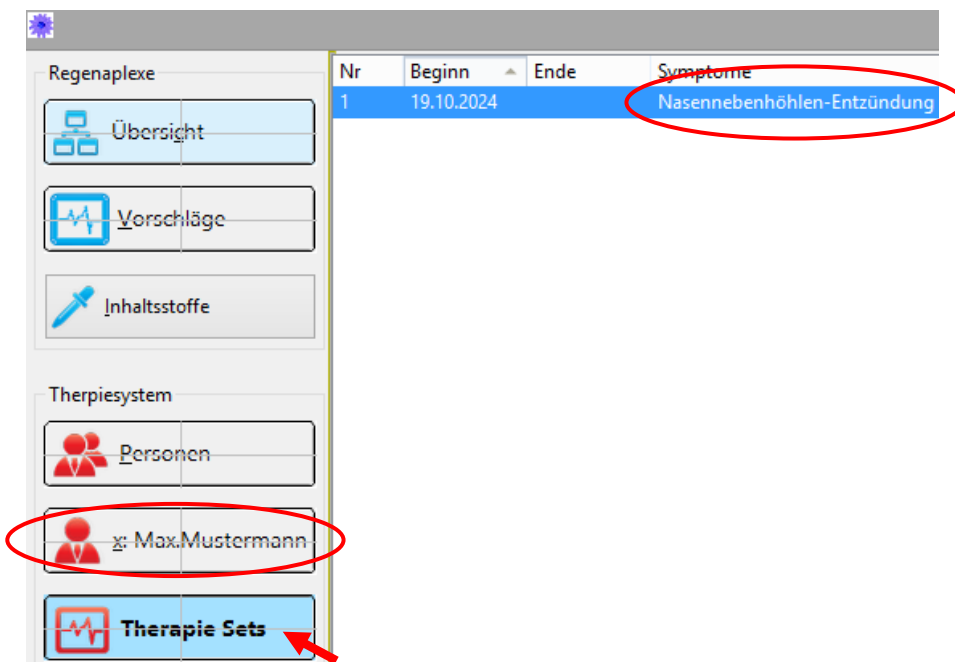 Regenaplexe
Übersicht
Vorschläge
Inhaltsstoffe
Therpiesystem
Personen
x: Max.Mustermann
Therapie Sets
Nr Beginn Ende Symptome
1 19.10.2024 Nasennebenhöhlen-Entzündung